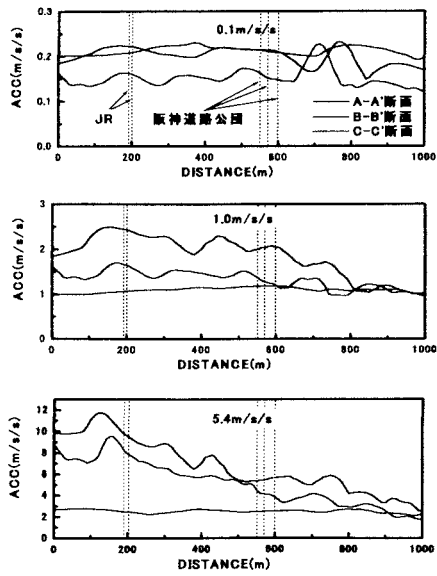 0.3
0.1m/s/s
0.2
ACC(m/s/s)
0.1
JR
阪神道路公団
A-A'断面
B-B'断面
C-C'断面
0.0
0 200 400 600 800 1000
DISTANCE(m)
3
1.0m/s/s
2
ACC(m/s/s)
1
0
0 200 400 600 800 1000
DISTANCE(m)
12
5.4m/s/s
10
8
ACC(m/s/s)
6
4
2
0
0 200 400 600 800 1000
DISTANCE(m)